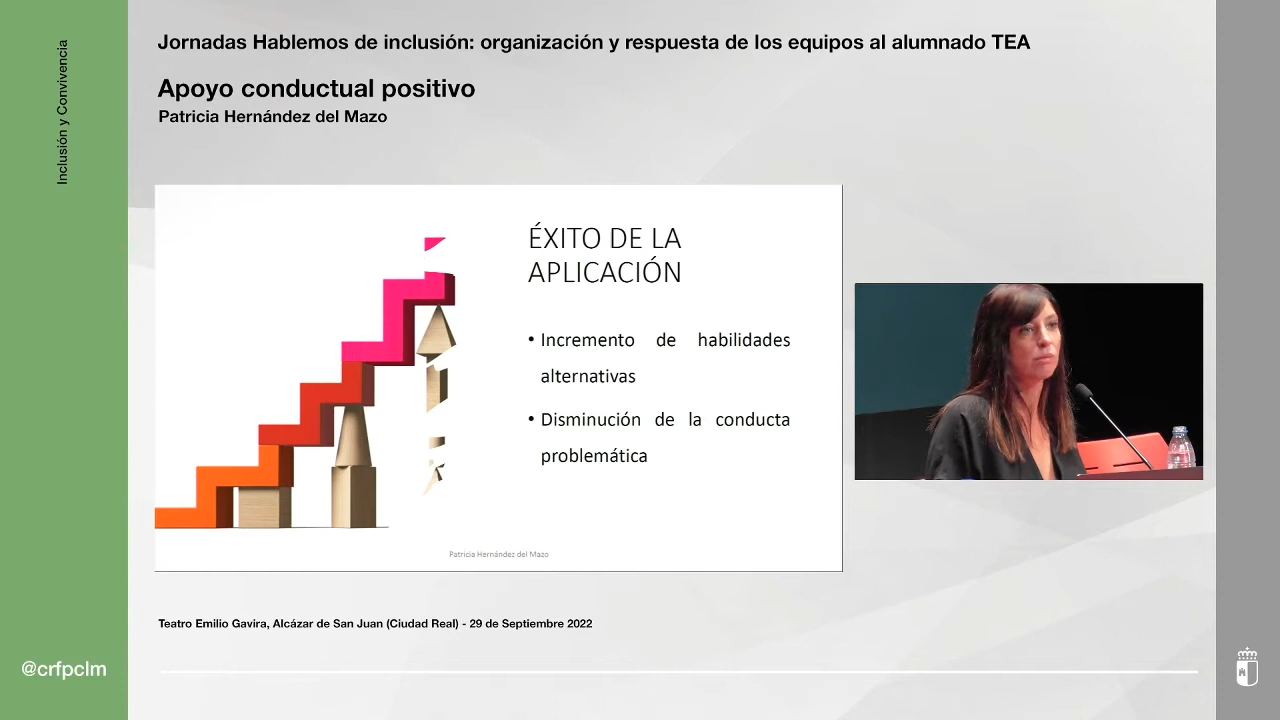 Inclusión y Convivencia
Jornadas Hablemos de inclusión: organización y respuesta de los equipos al alumnado TEA
Apoyo conductual positivo
Patricia Hernández del Mazo
ÉXITO DE LA
APLICACIÓN
• Incremento de habilidades
alternativas
• Disminución de la conducta
problemática
Patricia Hernández del Mazo
Teatro Emilio Gavira, Alcázar de San Juan (Ciudad Real) - 29 de Septiembre 2022
@crfpclm